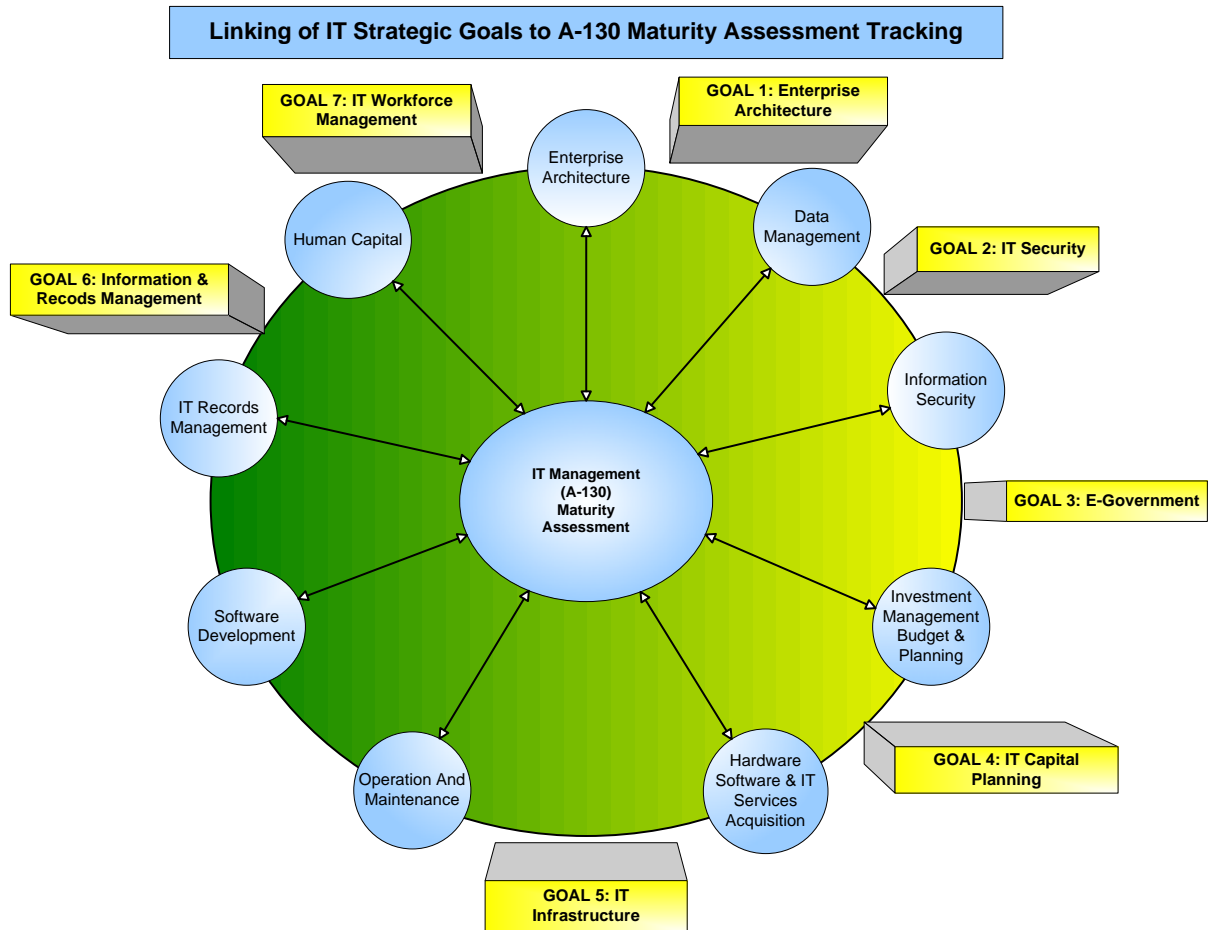 Linking of IT Strategic Goals to A-130 Maturity Assessment Tracking
GOAL 7: IT Workforce
Management
GOAL 1: Enterprise
Architecture
Enterprise
Architecture
Data
Management
Human Capital
GOAL 2: IT Security
GOAL 6: Information &
Recods Management
Information
Security
IT Records
Management
IT Management
(A-130)
Maturity
Assessment
GOAL 3: E-Government
Software
Development
Investment
Management
Budget &
Planning
Operation And
Maintenance
Hardware
Software & IT
Services
Acquisition
GOAL 4: IT Capital
Planning
GOAL 5: IT
Infrastructure